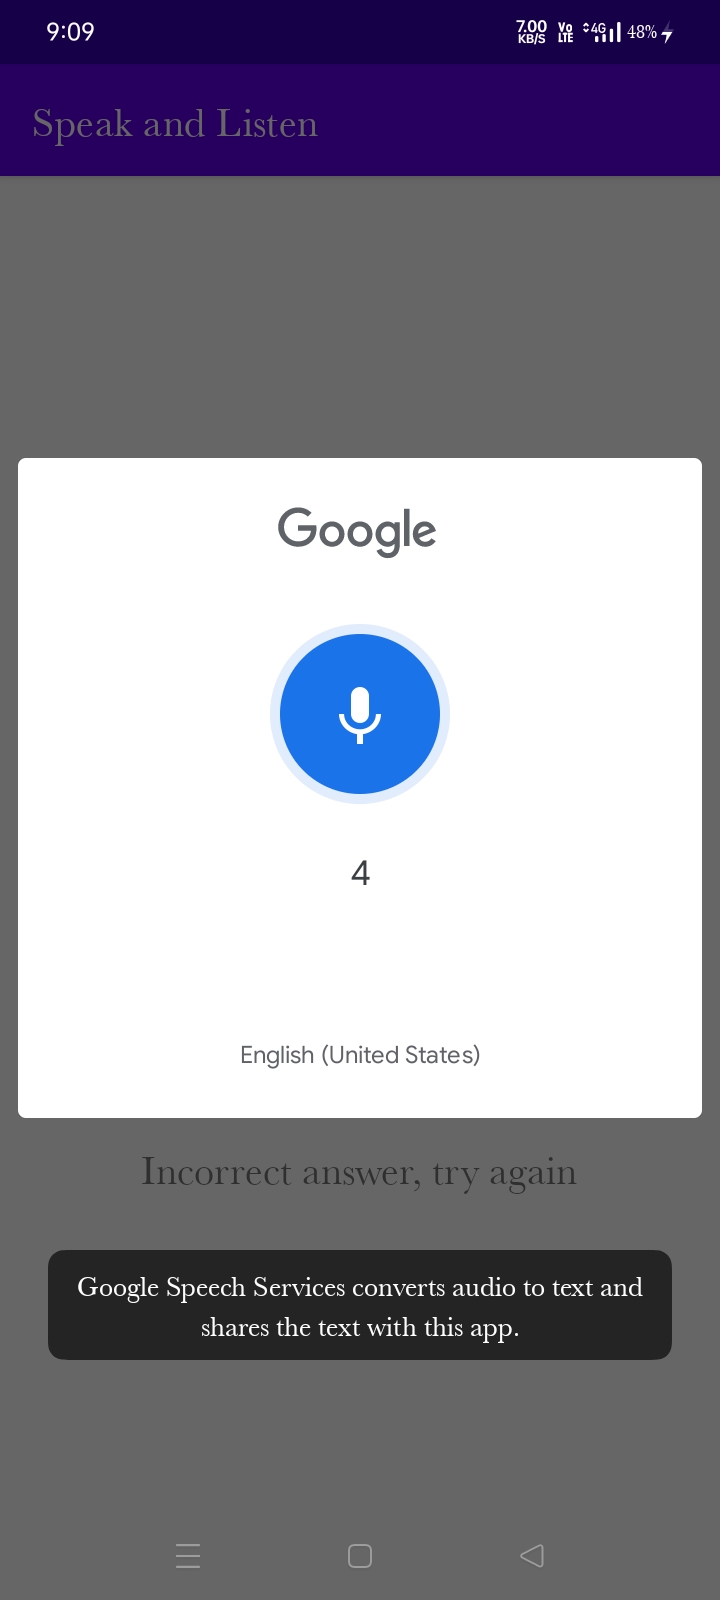 9:09
7.00
KB/S
Vo
LTE
4G
48%
Speak and Listen
Google
4
English (United States)
Incorrect answer, try again
Google Speech Services converts audio to text and
shares the text with this app.